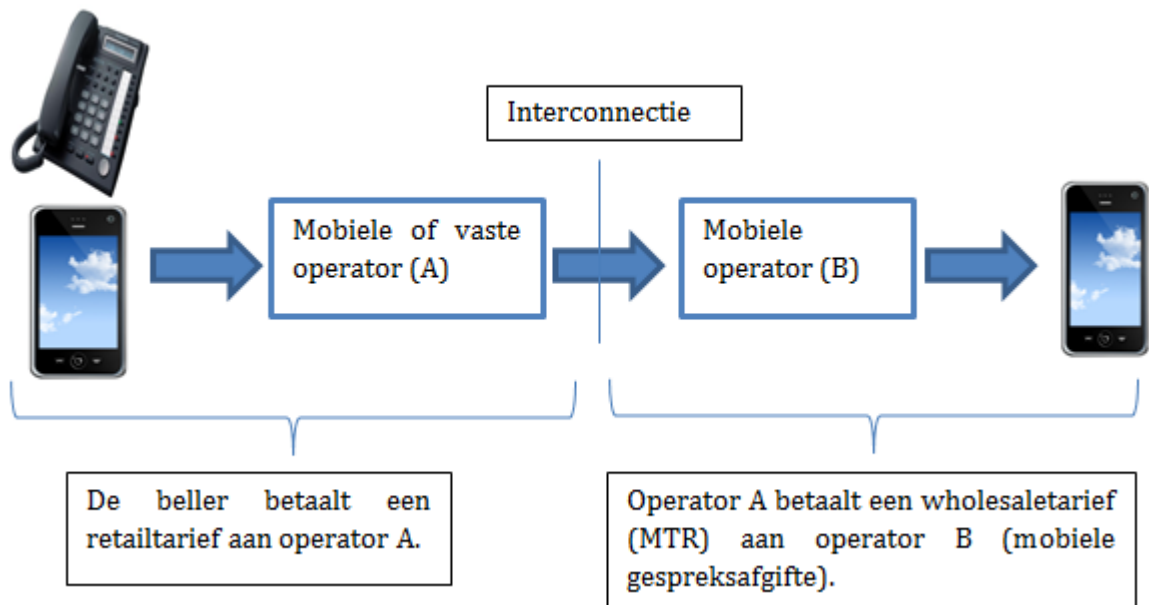 Interconnectie
Mobiele of vaste
operator (A)
Mobiele
operator (B)
De beller betaalt een
retailtarief aan operator A.
Operator A betaalt een wholesaletarief
(MTR) aan operator B (mobiele
gespreksafgifte).